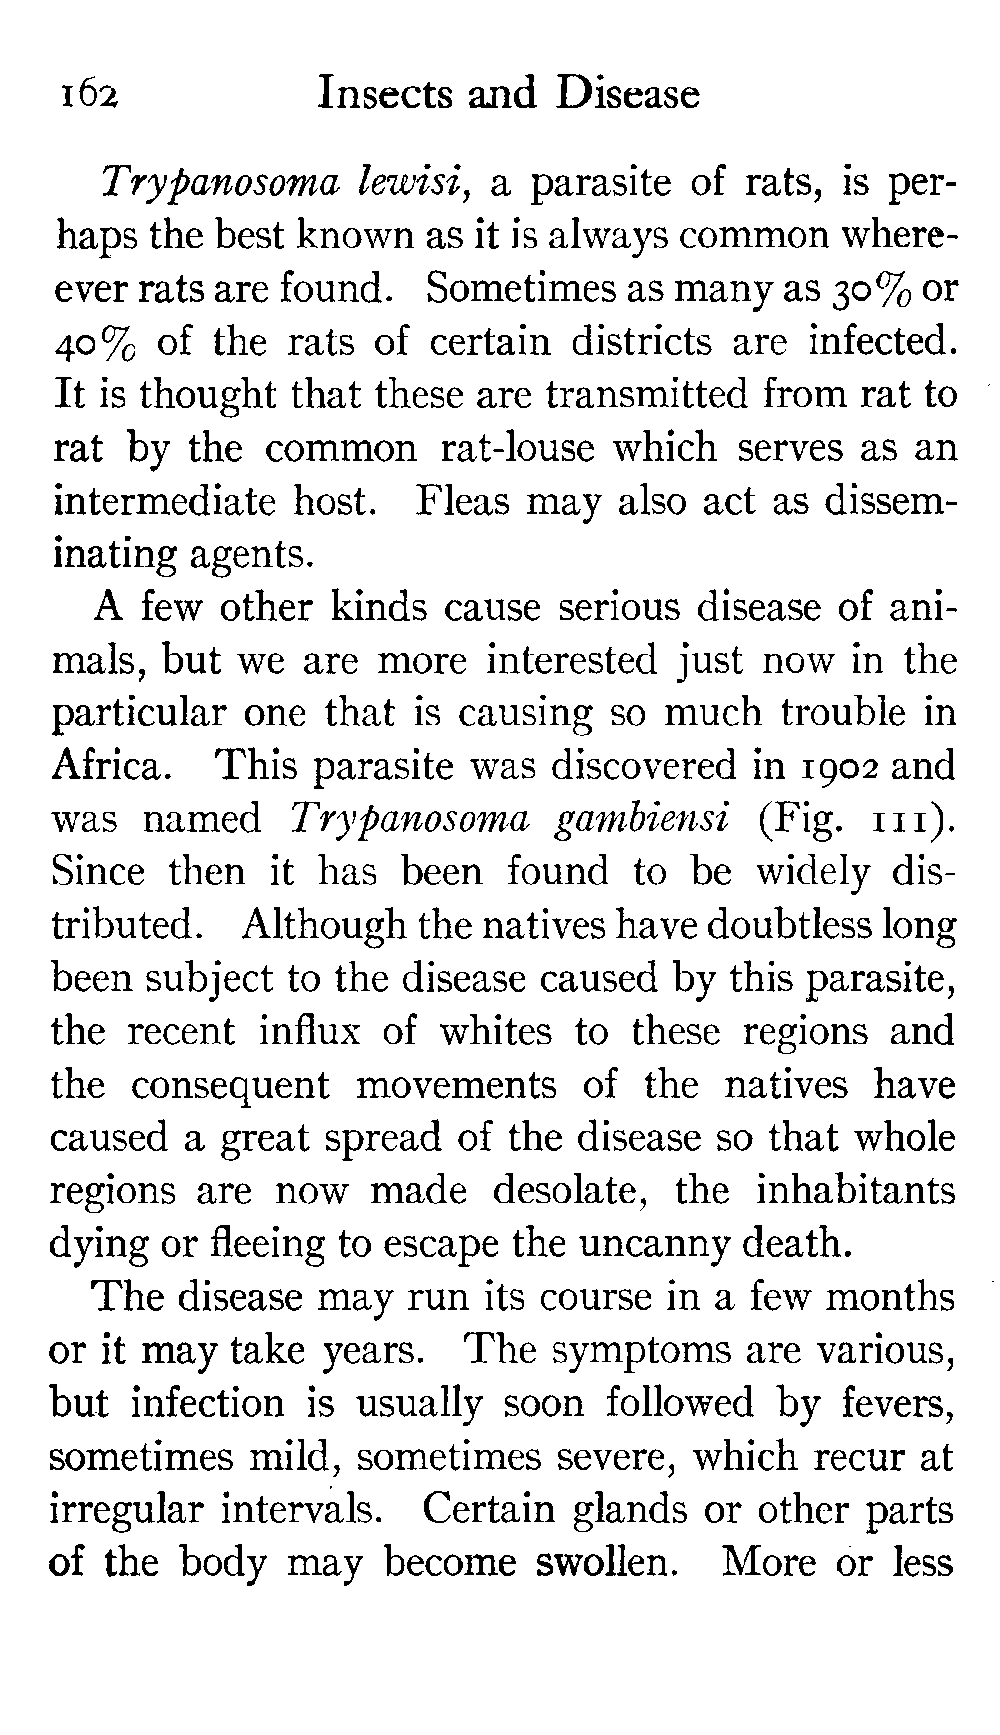 162 Insects and Disease
Trypanosoma lewisi, a parasite of rats, is per-
haps the best known as it is always common where-
ever rats are found. Sometimes as many as 30% or
40% of the rats of certain districts are infected.
It is thought that these are transmitted from rat to
rat by the common rat-louse which serves as an
intermediate host. Fleas may also act as dissem-
inating agents.
A few other kinds cause serious disease of ani-
mals, but we are more interested just now in the
particular one that is causing so much trouble in
Africa. This parasite was discovered in 1902 and
was named Trypanosoma gambiensi (Fig. 111).
Since then it has been found to be widely dis-
tributed. Although the natives have doubtless long
been subject to the disease caused by this parasite,
the recent influx of whites to these regions and
the consequent movements of the natives have
caused a great spread of the disease so that whole
regions are now made desolate, the inhabitants
dying or fleeing to escape the uncanny death.
The disease may run its course in a few months
or it may take years. The symptoms are various,
but infection is usually soon followed by fevers,
sometimes mild, sometimes severe, which recur at
irregular intervals. Certain glands or other parts
of the body may become swollen. More or less